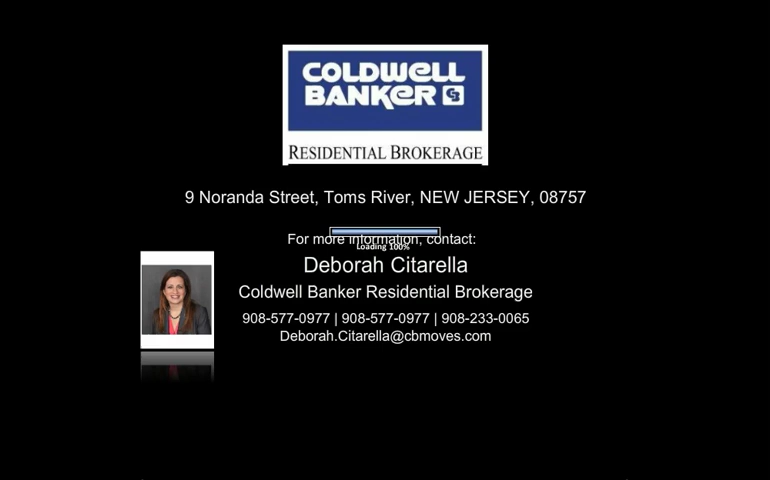 COLDWELL
BANKER CB
RESIDENTIAL BROKERAGE
9 Noranda Street, Toms River, NEW JERSEY, 08757
For more information, contact:
Loading 100%
Deborah Citarella
Coldwell Banker Residential Brokerage
908-577-0977 | 908-577-0977 | 908-233-0065
Deborah.Citarella@cbmoves.com